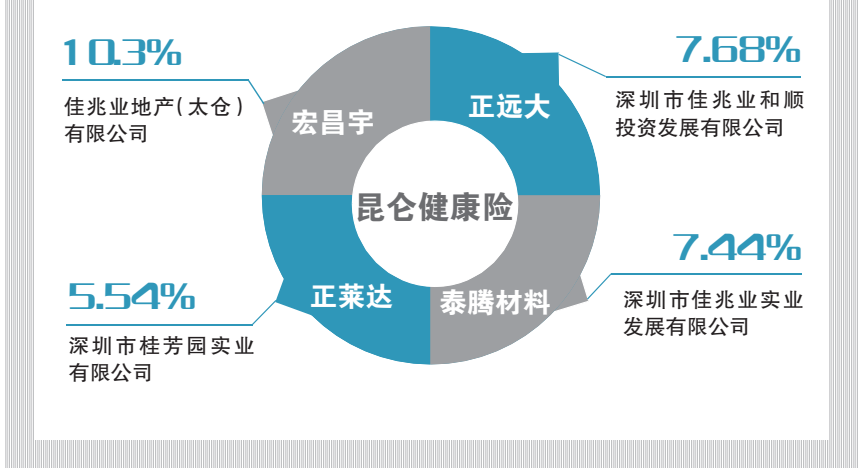 10.3%
佳兆业地产(太仓)
有限公司
宏昌宇
正远大
7.68%
深圳市佳兆业和顺
投资发展有限公司
昆仑健康险
5.54%
深圳市桂芳园实业
有限公司
正莱达
泰腾材料
7.44%
深圳市佳兆业实业
发展有限公司